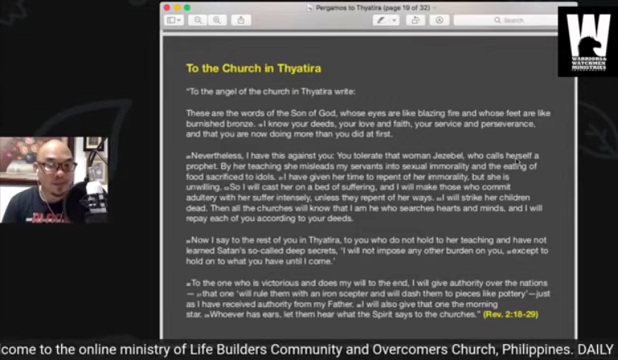 Pergamos to Thyatira (page 19 of 32)
Search
WARRIORS &
WATCHMEN
MINISTRIES
To the Church in Thyatira
“To the angel of the church in Thyatira write:
These are the words of the Son of God, whose eyes are like blazing fire and whose feet are like
burnished bronze. 19 I know your deeds, your love and faith, your service and perseverance,
and that you are now doing more than you did at first.
20 Nevertheless, I have this against you: You tolerate that woman Jezebel, who calls herself a
prophet. By her teaching she misleads my servants into sexual immorality and the eating of
food sacrificed to idols. 21 I have given her time to repent of her immorality, but she is
unwilling. 22 So I will cast her on a bed of suffering, and I will make those who commit
adultery with her suffer intensely, unless they repent of her ways. 23 I will strike her children
dead. Then all the churches will know that I am he who searches hearts and minds, and I will
repay each of you according to your deeds.
24 Now I say to the rest of you in Thyatira, to you who do not hold to her teaching and have not
learned Satan's so-called deep secrets, ‘I will not impose any other burden on you, 25 except to
hold on to what you have until I come.’
26 To the one who is victorious and does my will to the end, I will give authority over the nations
— 27 that one ‘will rule them with an iron scepter and will dash them to pieces like pottery’—just
as I have received authority from my Father. 28 I will also give that one the morning
star. 29 Whoever has ears, let them hear what the Spirit says to the churches.” (Rev. 2:18-29)
lcome to the online ministry of Life Builders Community and Overcomers Church, Philippines. DAILY